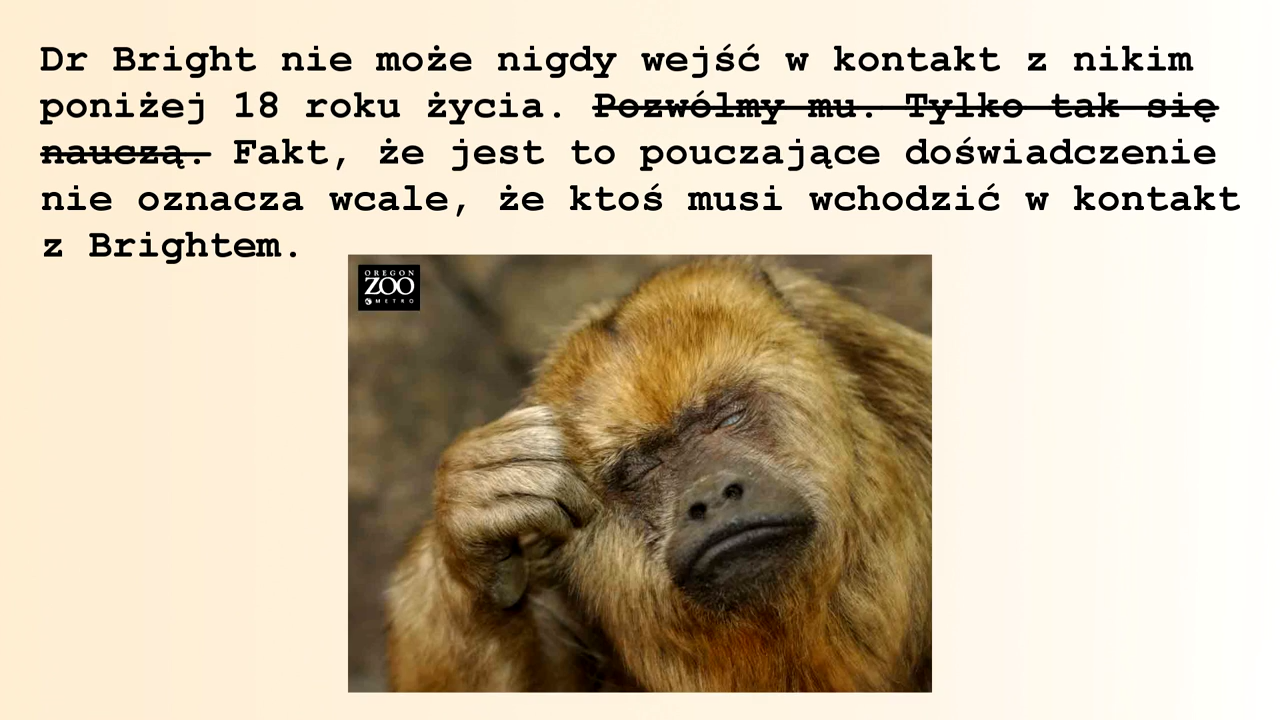 Dr Bright nie może nigdy wejść w kontakt z nikim
poniżej 18 roku życia. Pozwólmy mu. Tylko tak się
nauczą. Fakt, że jest to pouczające doświadczenie
nie oznacza wcale, że ktoś musi wchodzić w kontakt
z Brightem.
OREGON
ZOO
METRO